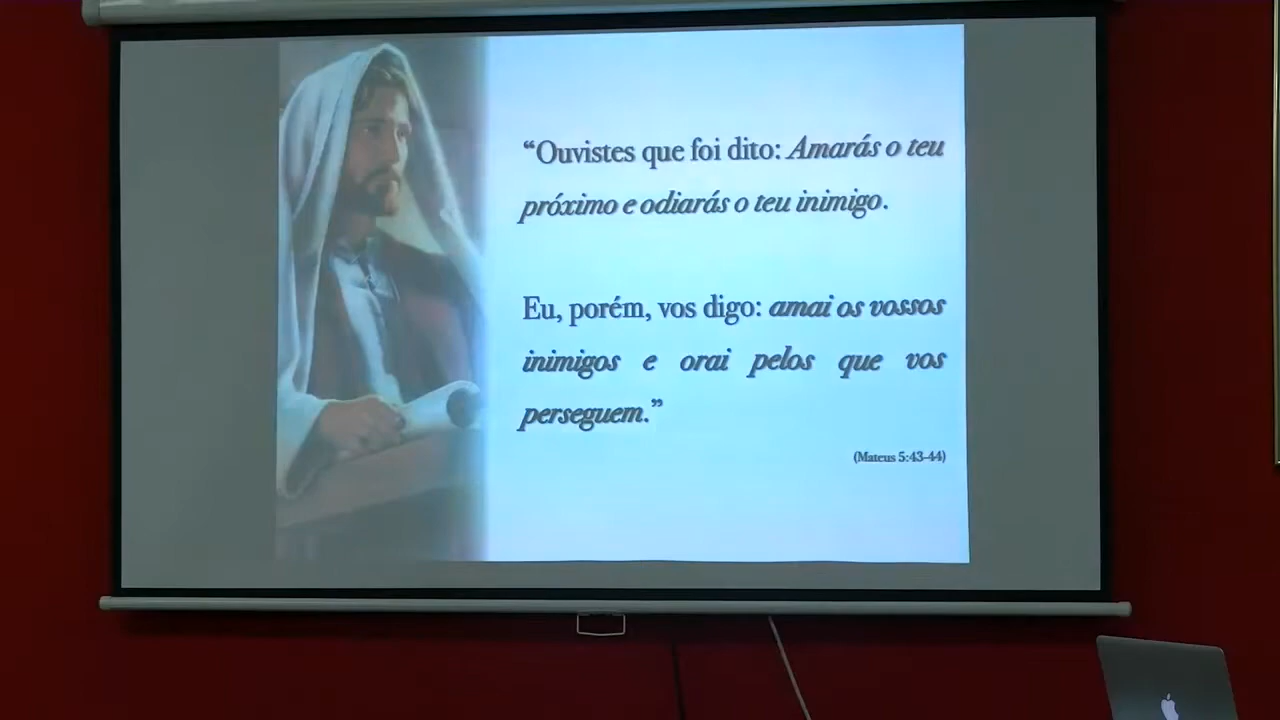 “Ouvistes que foi dito: Amarás o teu
próximo e odiarás o teu inimigo.
Eu, porém, vos digo: amai os vossos
inimigos e orai pelos que vos
perseguem.”
(Mateus 5:43-44)